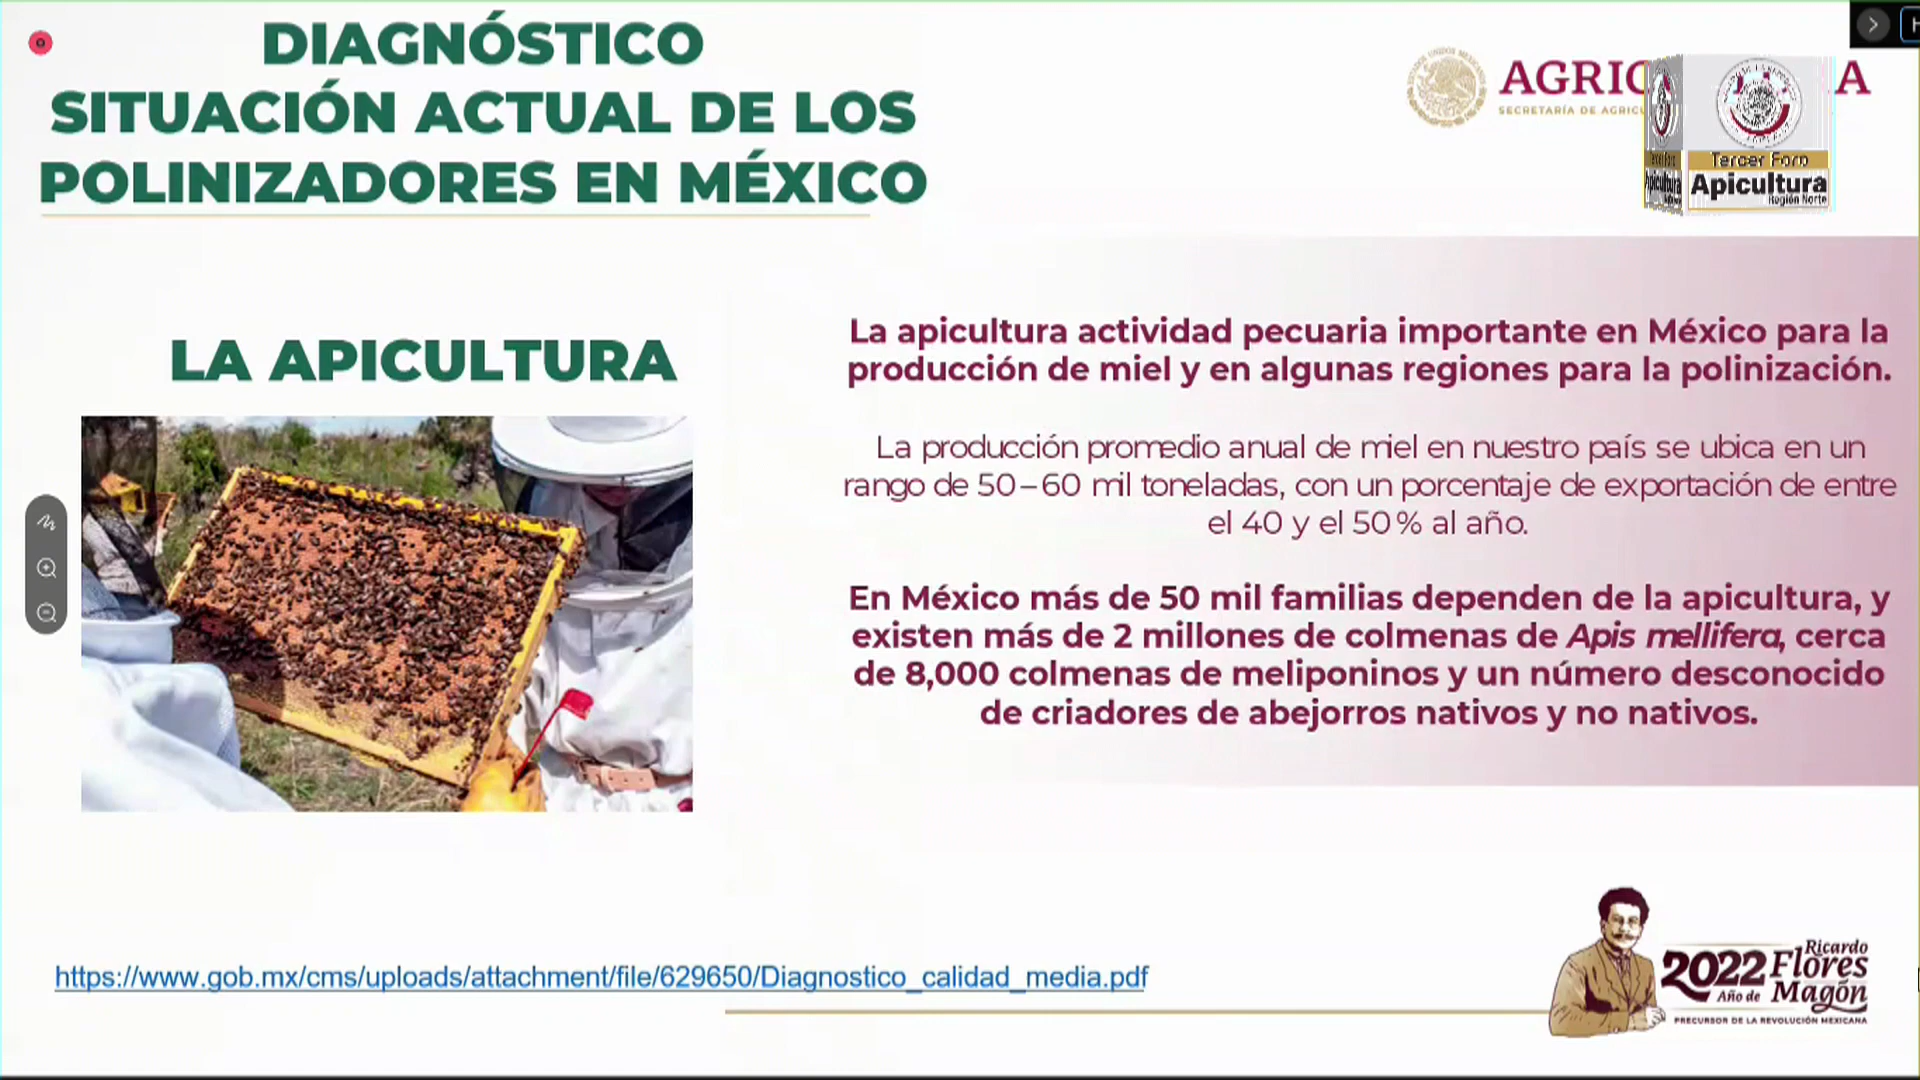 DIAGNÓSTICO
SITUACIÓN ACTUAL DE LOS
POLINIZADORES EN MÉXICO
SECRETARÍA DE
Tercer Foro
Apicultura
Región Norte
LA APICULTURA
La apicultura actividad pecuaria importante en México para la
producción de miel y en algunas regiones para la polinización.
La producción promedio anual de miel en nuestro país se ubica en un
rango de 50–60 mil toneladas, con un porcentaje de exportación de entre
el 40 y el 50% al año.
En México más de 50 mil familias dependen de la apicultura, y
existen más de 2 millones de colmenas de Apis mellifera, cerca
de 8,000 colmenas de meliponinos y un número desconocido
de criadores de abejorros nativos y no nativos.
https://www.gob.mx/cms/uploads/attachment/file/629650/Diagnostico_calidad_media.pdf
2022 Ricardo
Flores
Año de Magón
PRECURSOR DE LA REVOLUCIÓN MEXICANA